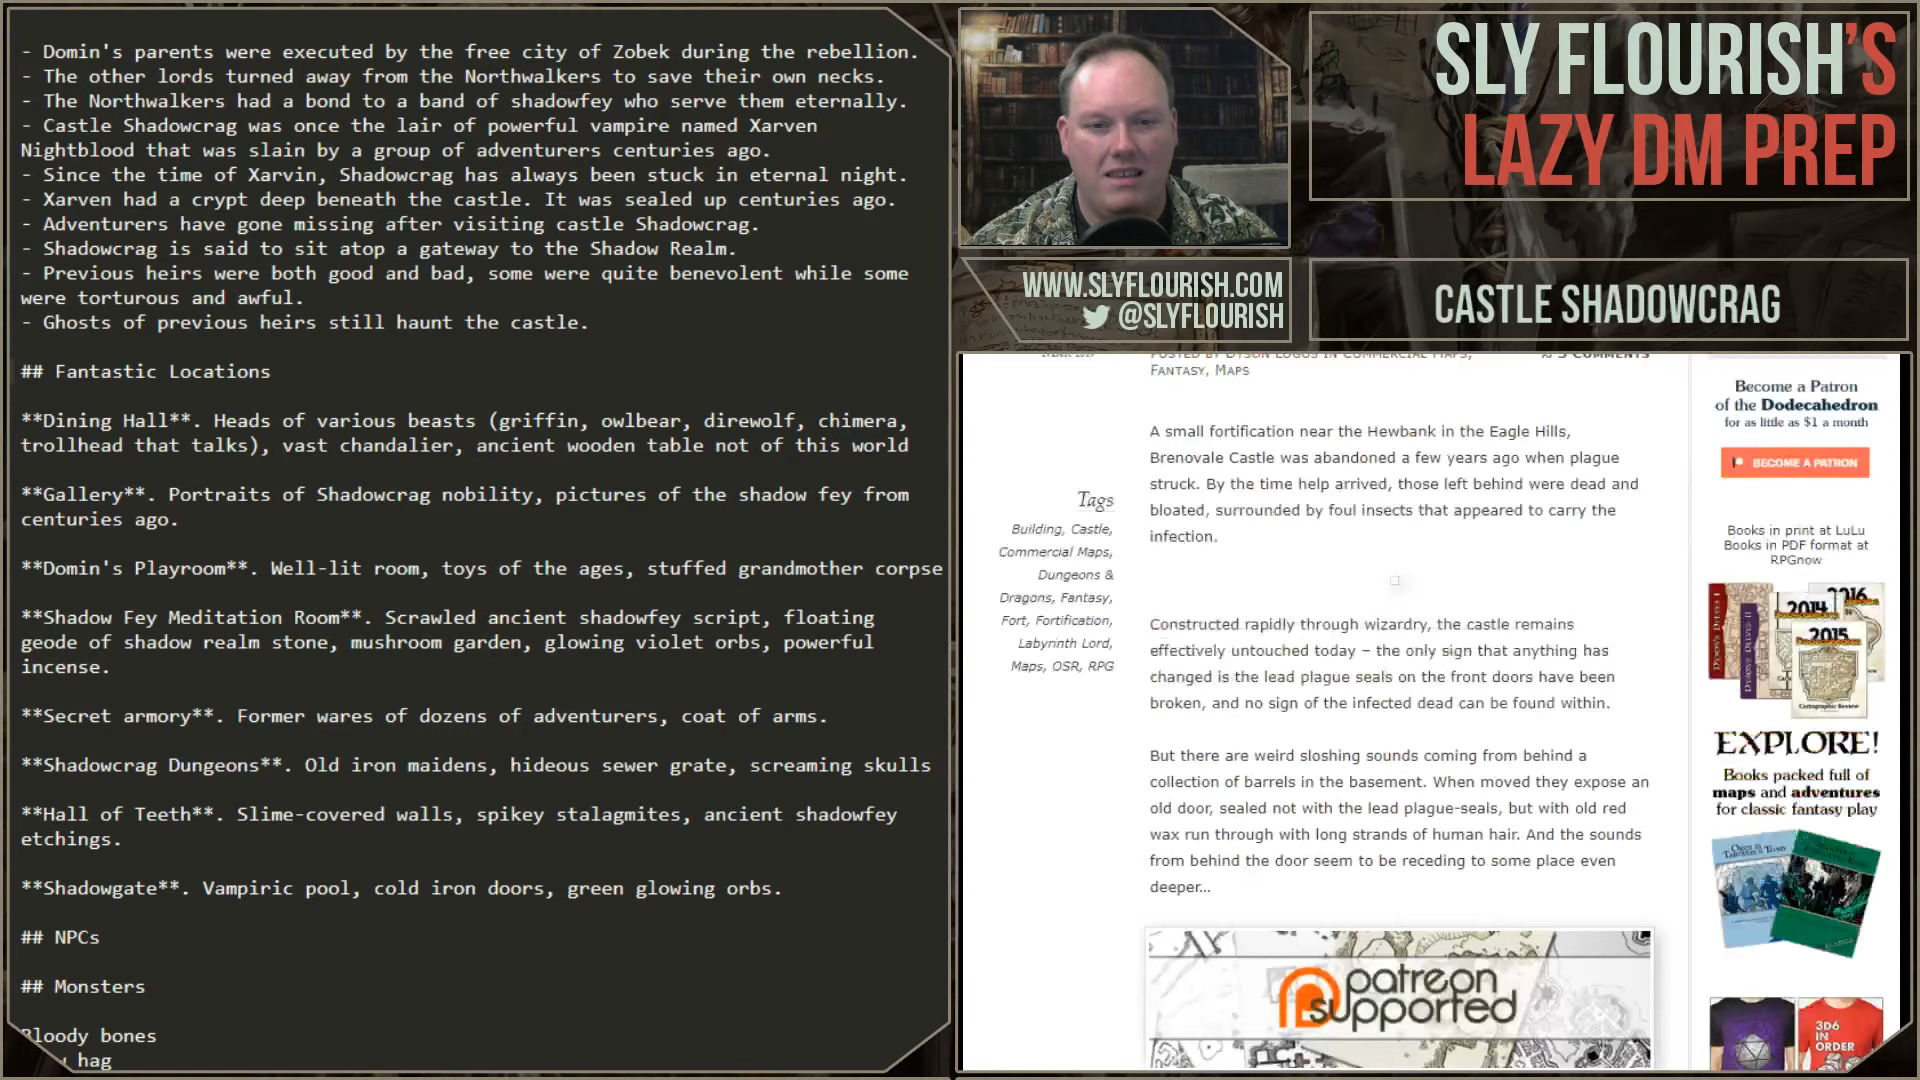 - Domin's parents were executed by the free city of Zobek during the rebellion.
- The other lords turned away from the Northwalkers to save their own necks.
- The Northwalkers had a bond to a band of shadowfey who serve them eternally.
- Castle Shadowcrag was once the lair of powerful vampire named Xarven
Nightblood that was slain by a group of adventurers centuries ago.
- Since the time of Xarvin, Shadowcrag has always been stuck in eternal night.
- Xarven had a crypt deep beneath the castle. It was sealed up centuries ago.
- Adventurers have gone missing after visiting castle Shadowcrag.
- Shadowcrag is said to sit atop a gateway to the Shadow Realm.
- Previous heirs were both good and bad, some were quite benevolent while some
were torturous and awful.
- Ghosts of previous heirs still haunt the castle.
## Fantastic Locations
**Dining Hall**. Heads of various beasts (griffin, owlbear, direwolf, chimera,
trollhead that talks), vast chandalier, ancient wooden table not of this world
**Gallery**. Portraits of Shadowcrag nobility, pictures of the shadow fey from
centuries ago.
**Domin's Playroom**. Well-lit room, toys of the ages, stuffed grandmother corpse
**Shadow Fey Meditation Room**. Scrawled ancient shadowfey script, floating
geode of shadow realm stone, mushroom garden, glowing violet orbs, powerful
incense.
**Secret armory**. Former wares of dozens of adventurers, coat of arms.
**Shadowcrag Dungeons**. Old iron maidens, hideous sewer grate, screaming skulls
**Hall of Teeth**. Slime-covered walls, spikey stalagmites, ancient shadowfey
etchings.
**Shadowgate**. Vampiric pool, cold iron doors, green glowing orbs.
## NPCs
## Monsters
Bloody bones
hag
WWW.SLYFLOURISH.COM
@SLYFLOURISH
SLY FLOURISH'S
LAZY DM PREP
CASTLE SHADOWCRAG
POSTED BY DYSON LOGOS IN COMMERCIAL MAPS,
FANTASY, MAPS
COMMENTS
A small fortification near the Hewbank in the Eagle Hills,
Brenovale Castle was abandoned a few years ago when plague
struck. By the time help arrived, those left behind were dead and
bloated, surrounded by foul insects that appeared to carry the
infection.
Tags
Building, Castle,
Commercial Maps,
Dungeons &
Dragons, Fantasy,
Fort, Fortification,
Labyrinth Lord,
Maps, OSR, RPG
Constructed rapidly through wizardry, the castle remains
effectively untouched today – the only sign that anything has
changed is the lead plague seals on the front doors have been
broken, and no sign of the infected dead can be found within.
But there are weird sloshing sounds coming from behind a
collection of barrels in the basement. When moved they expose an
old door, sealed not with the lead plague-seals, but with old red
wax run through with long strands of human hair. And the sounds
from behind the door seem to be receding to some place even
deeper...
patreon
supported
Become a Patron
of the Dodecahedron
for as little as $1 a month
BECOME A PATRON
Books in print at LuLu
Books in PDF format at
RPGnow
2014
2016
2015
EXPLORE!
Books packed full of
maps and adventures
for classic fantasy play
3D6
IN
ORDER